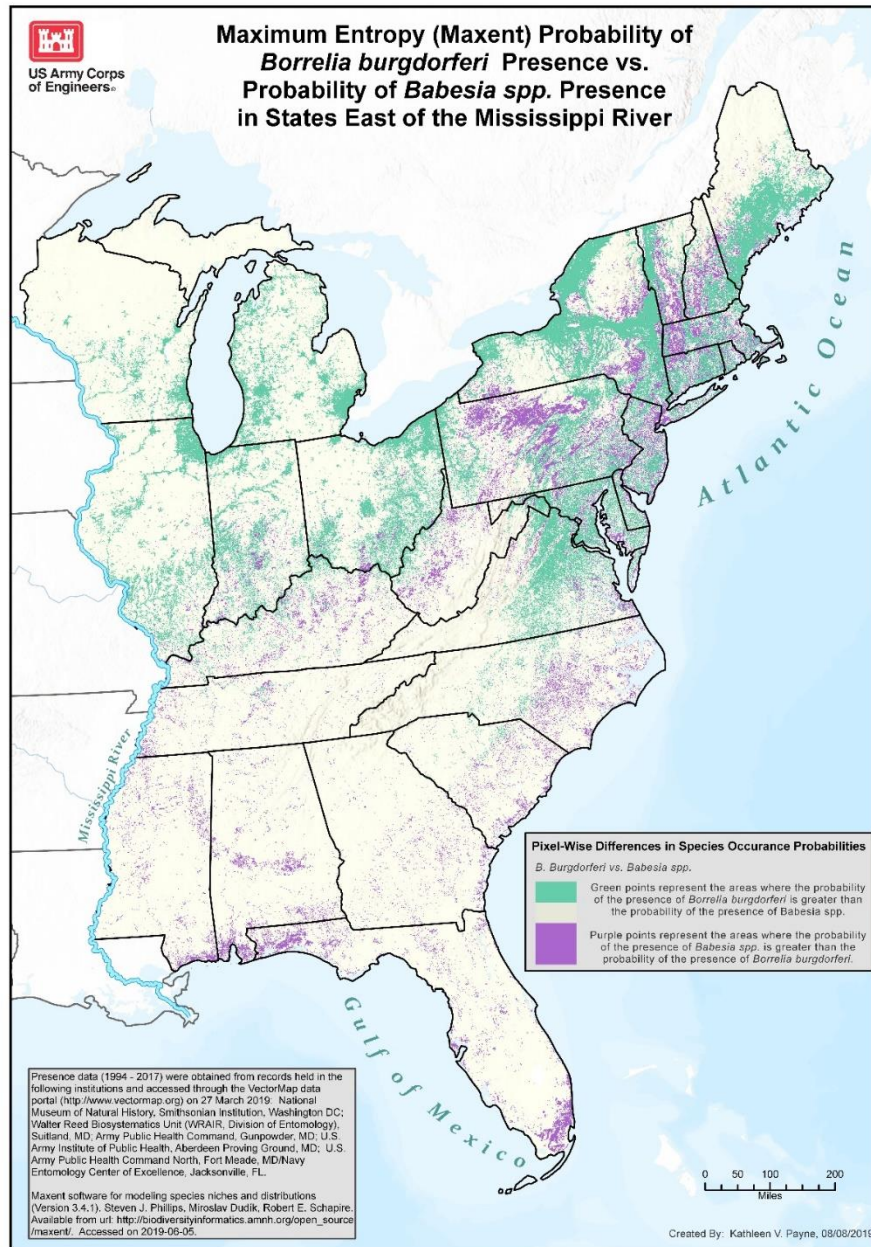 US Army Corps
of Engineers®
Maximum Entropy (Maxent) Probability of
Borrelia burgdorferi Presence vs.
Probability of Babesia spp. Presence
in States East of the Mississippi River
Atlantic Ocean
Mississippi River
Gulf of Mexico
Pixel-Wise Differences in Species Occurance Probabilities
B. Burgdorferi vs. Babesia spp.
Green points represent the areas where the probability
of the presence of Borrelia burgdorferi is greater than
the probability of the presence of Babesia spp.
Purple points represent the areas where the probability
of the presence of Babesia spp. is greater than the
probability of the presence of Borrelia burgdorferi.
Presence data (1994 - 2017) were obtained from records held in the
following institutions and accessed through the VectorMap data
portal (http://www.vectormap.org) on 27 March 2019: National
Museum of Natural History, Smithsonian Institution, Washington DC;
Walter Reed Biosystematics Unit (WRAIR, Division of Entomology),
Suitland, MD; Army Public Health Command, Gunpowder, MD; U.S.
Army Institute of Public Health, Aberdeen Proving Ground, MD; U.S.
Army Public Health Command North, Fort Meade, MD/Navy
Entomology Center of Excellence, Jacksonville, FL.
Maxent software for modeling species niches and distributions
(Version 3.4.1). Steven J. Phillips, Miroslav Dudík, Robert E. Schapire.
Available from url: http://biodiversityinformatics.amnh.org/open_source
/maxent/. Accessed on 2019-06-05.
0 50 100 200
Miles
Created By: Kathleen V. Payne, 08/08/2019